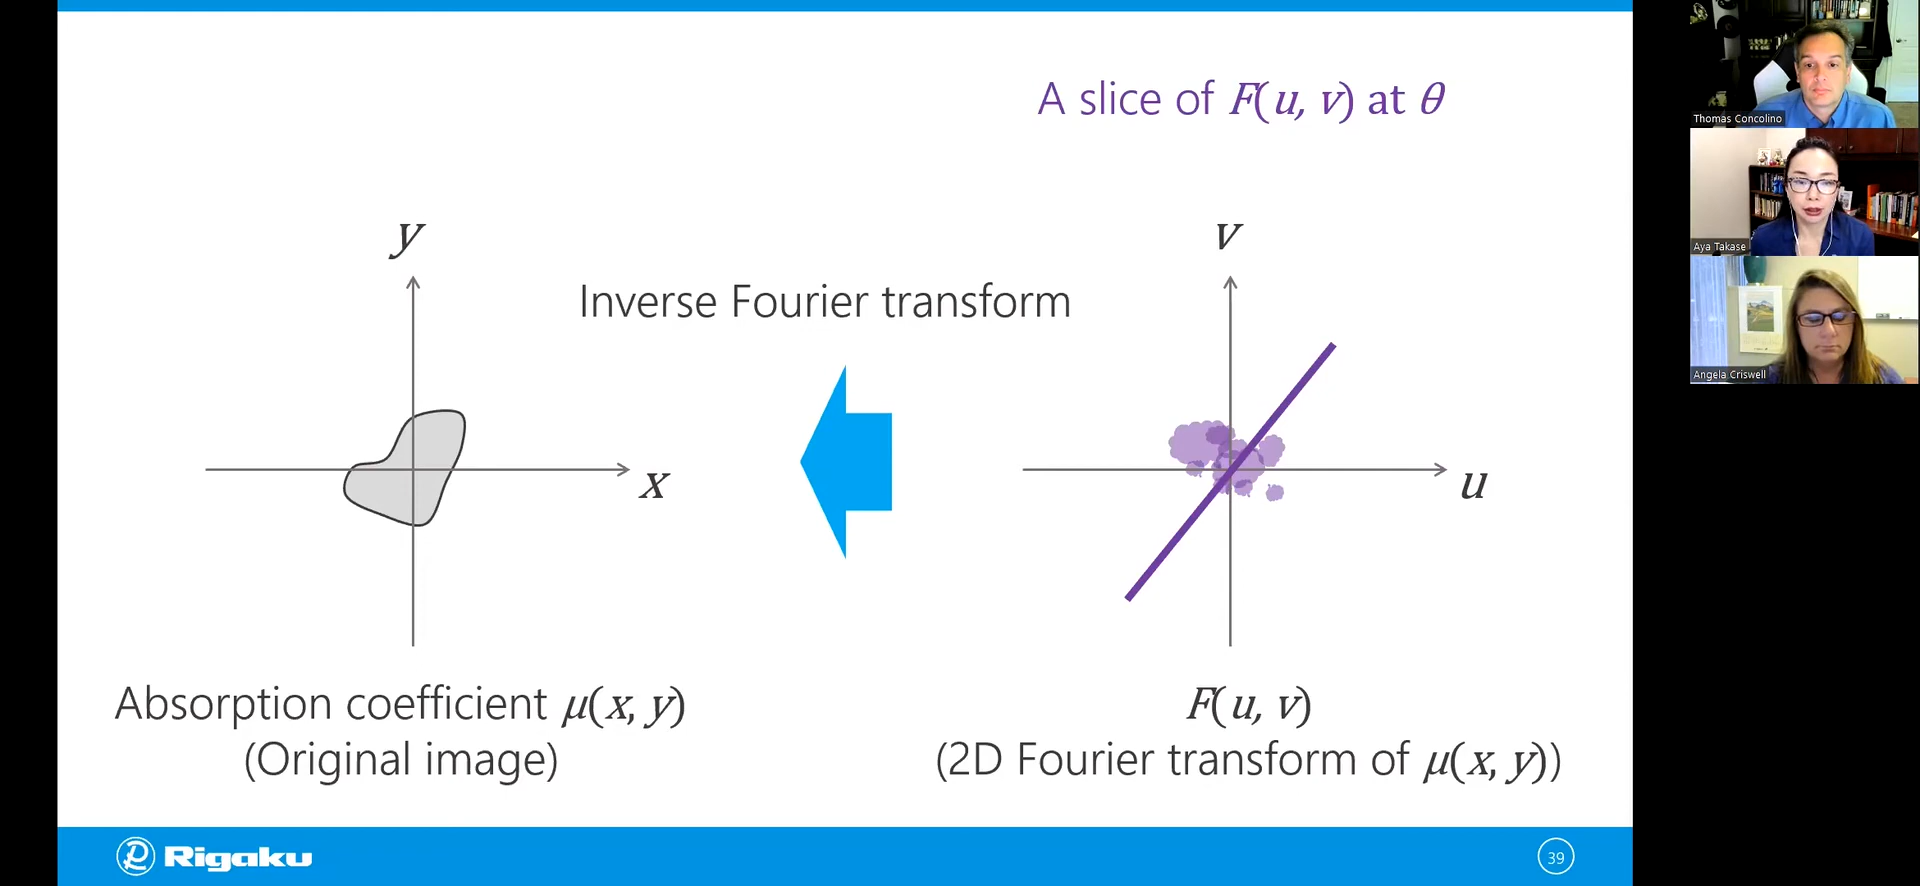 A slice of F(u, v) at θ
y
v
Inverse Fourier transform
x
u
Absorption coefficient μ(x, y)
(Original image)
F(u, v)
(2D Fourier transform of μ(x, y))
Rigaku
39
Thomas Concolino
Aya Takase
Angela Criswell